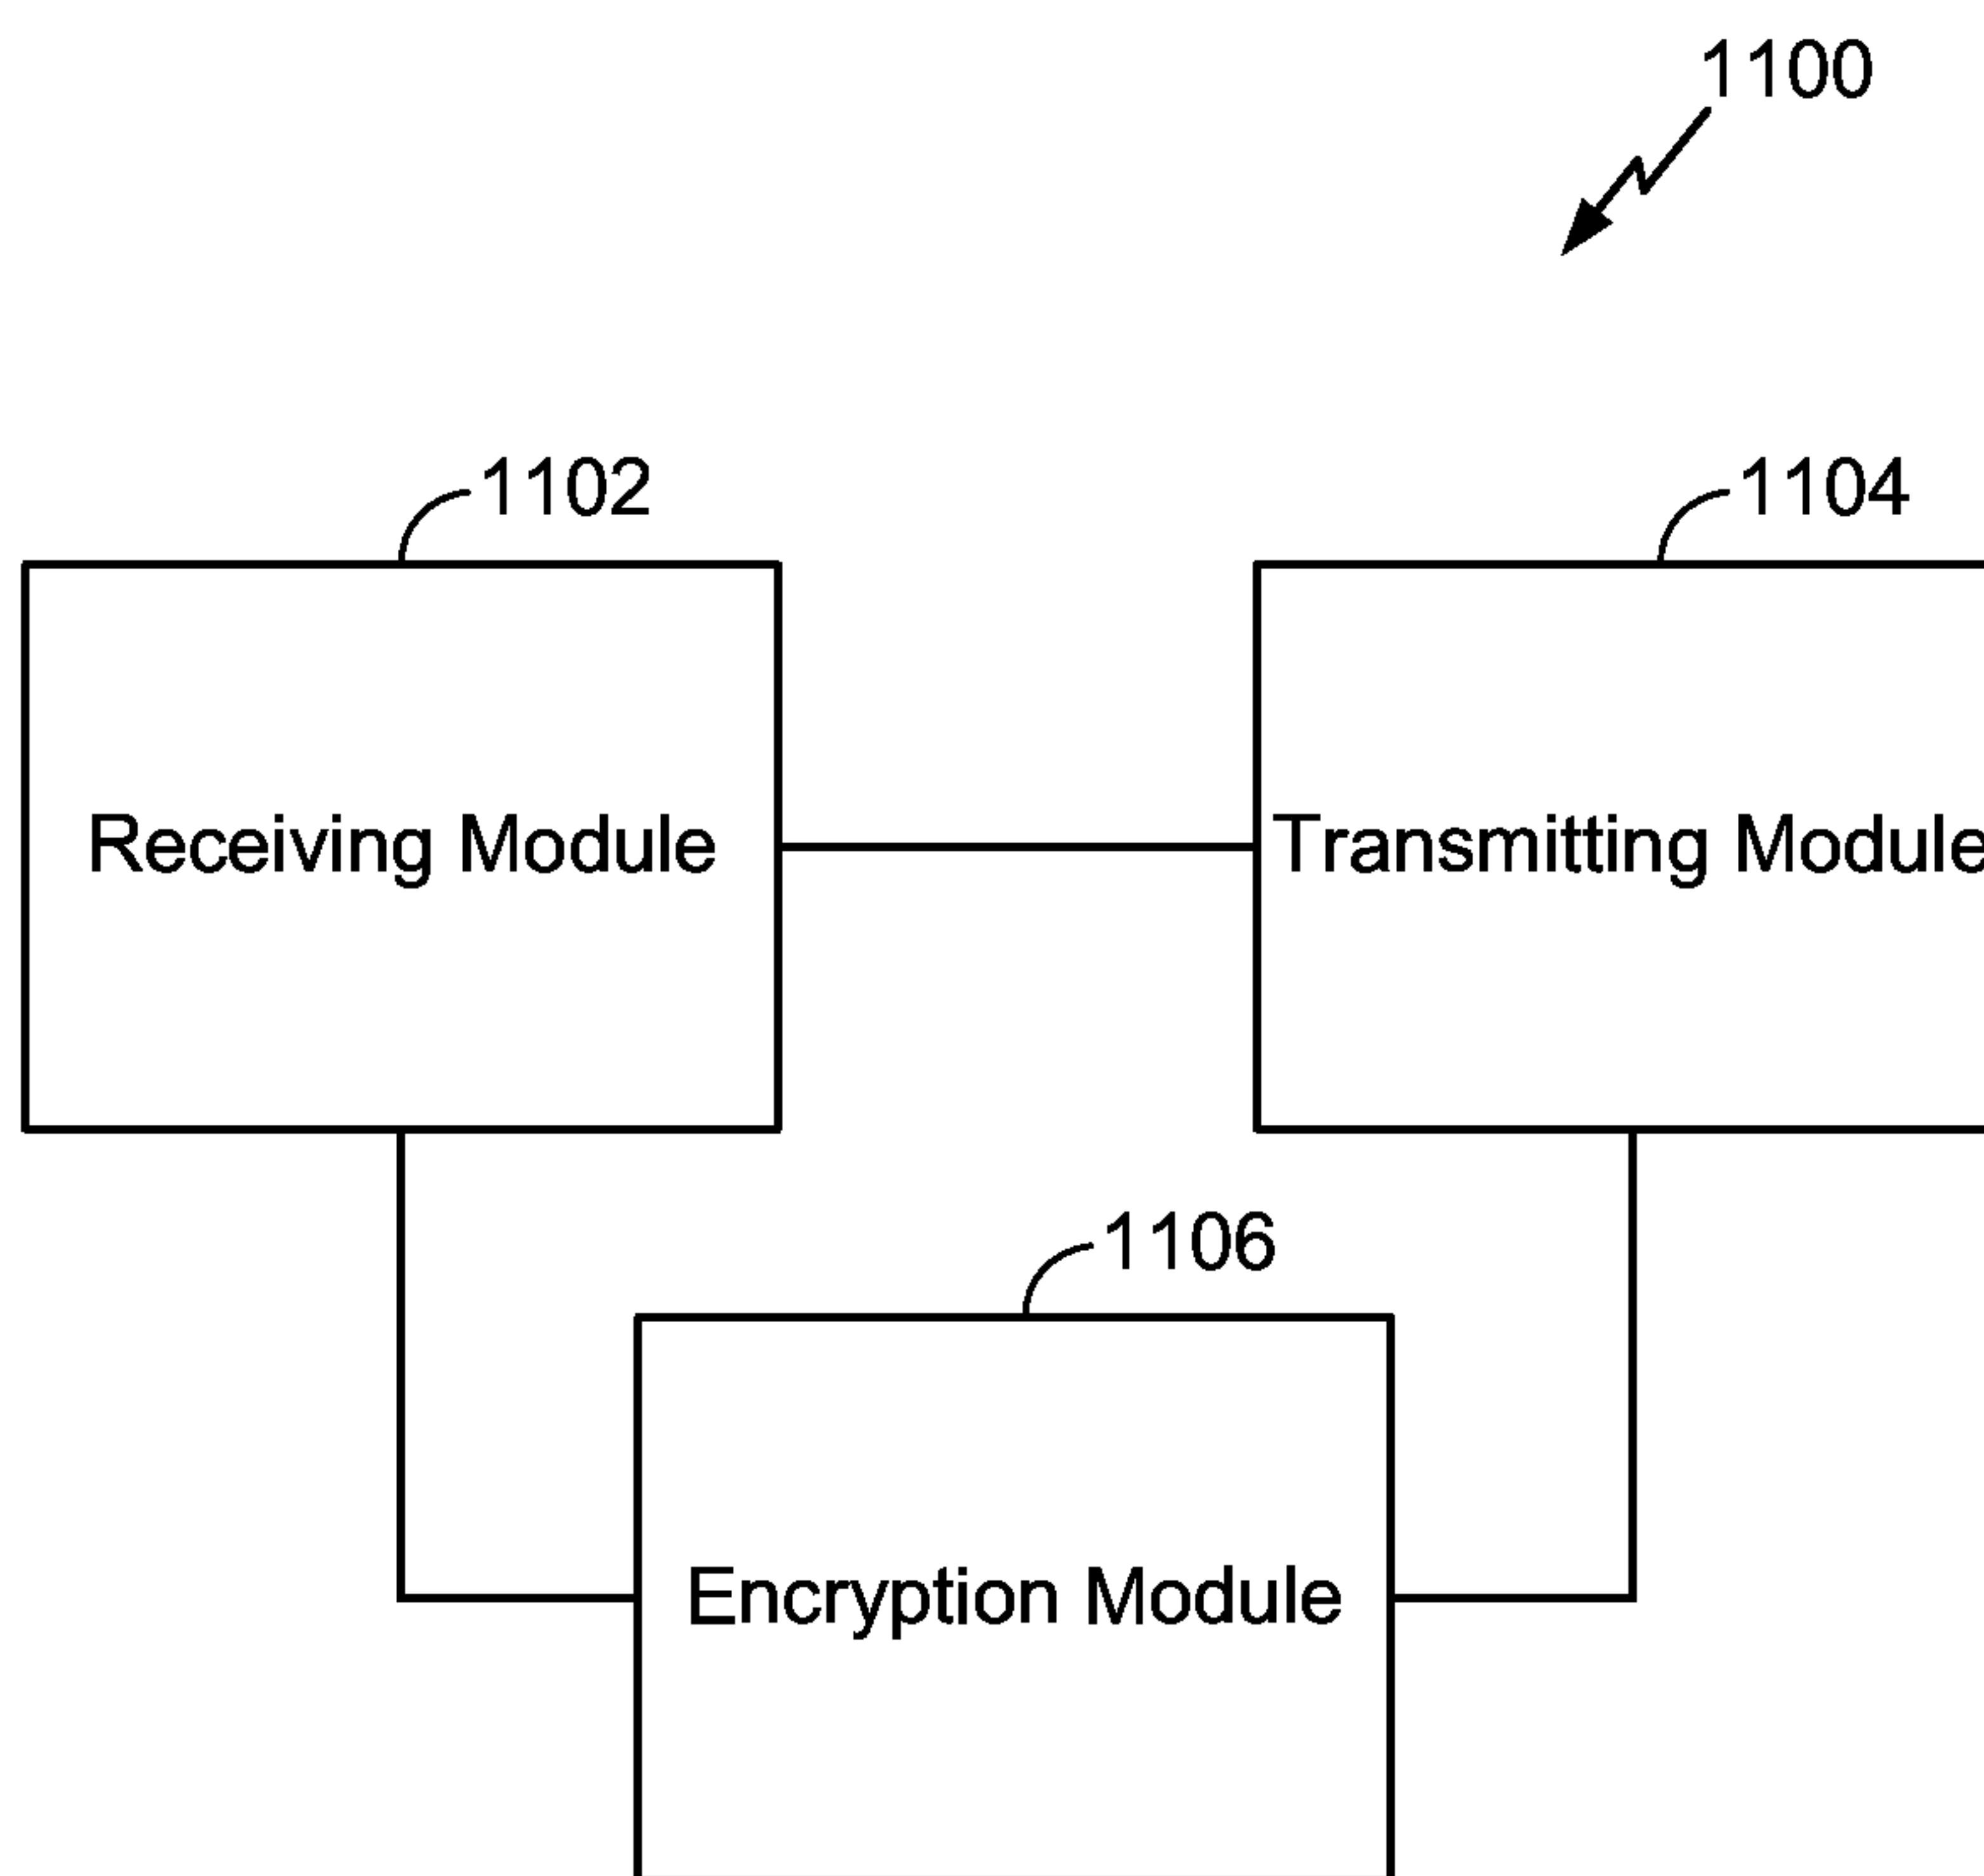 1100
1102
1104
Receiving Module
Transmitting Module
1106
Encryption Module